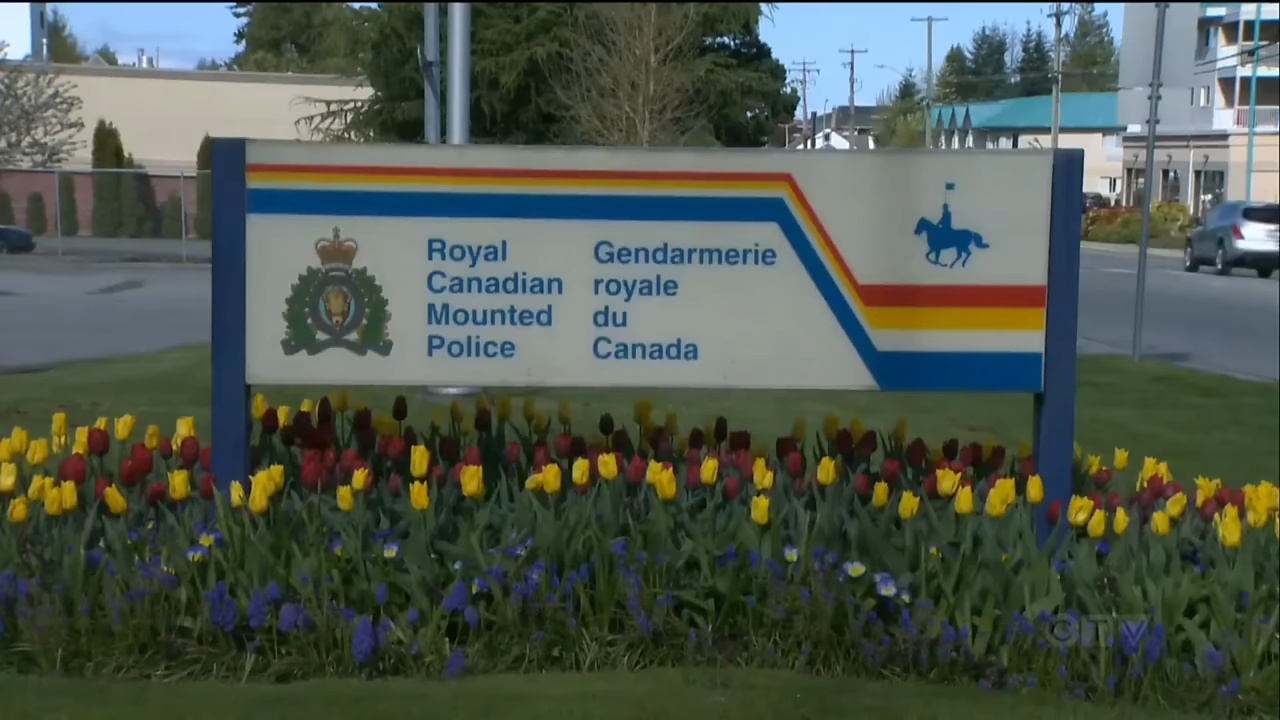 Royal
Canadian
Mounted
Police
Gendarmerie
royale
du
Canada
CTV